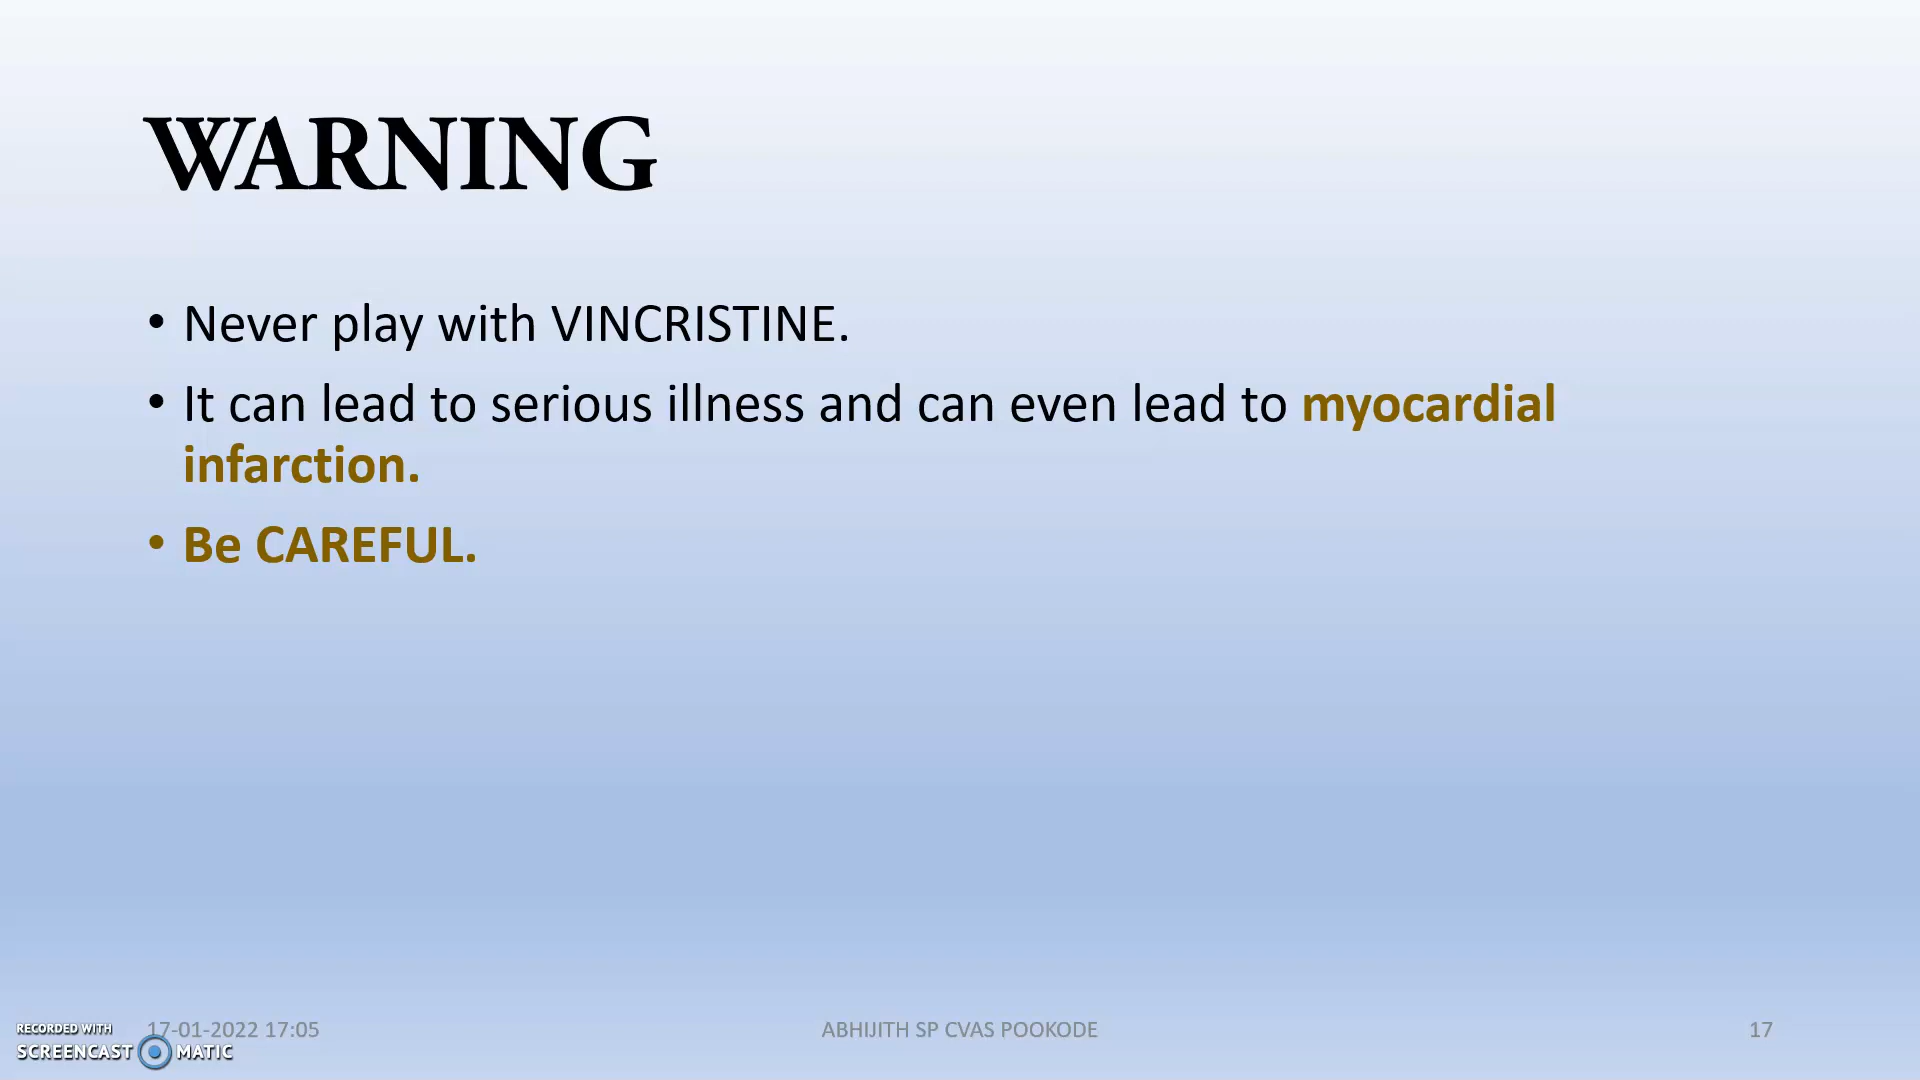 WARNING
• Never play with VINCRISTINE.
• It can lead to serious illness and can even lead to myocardial
infarction.
• Be CAREFUL.
RECORDED WITH
SCREENCAST MATIC
17-01-2022 17:05
ABHIJITH SP CVAS POOKODE
17